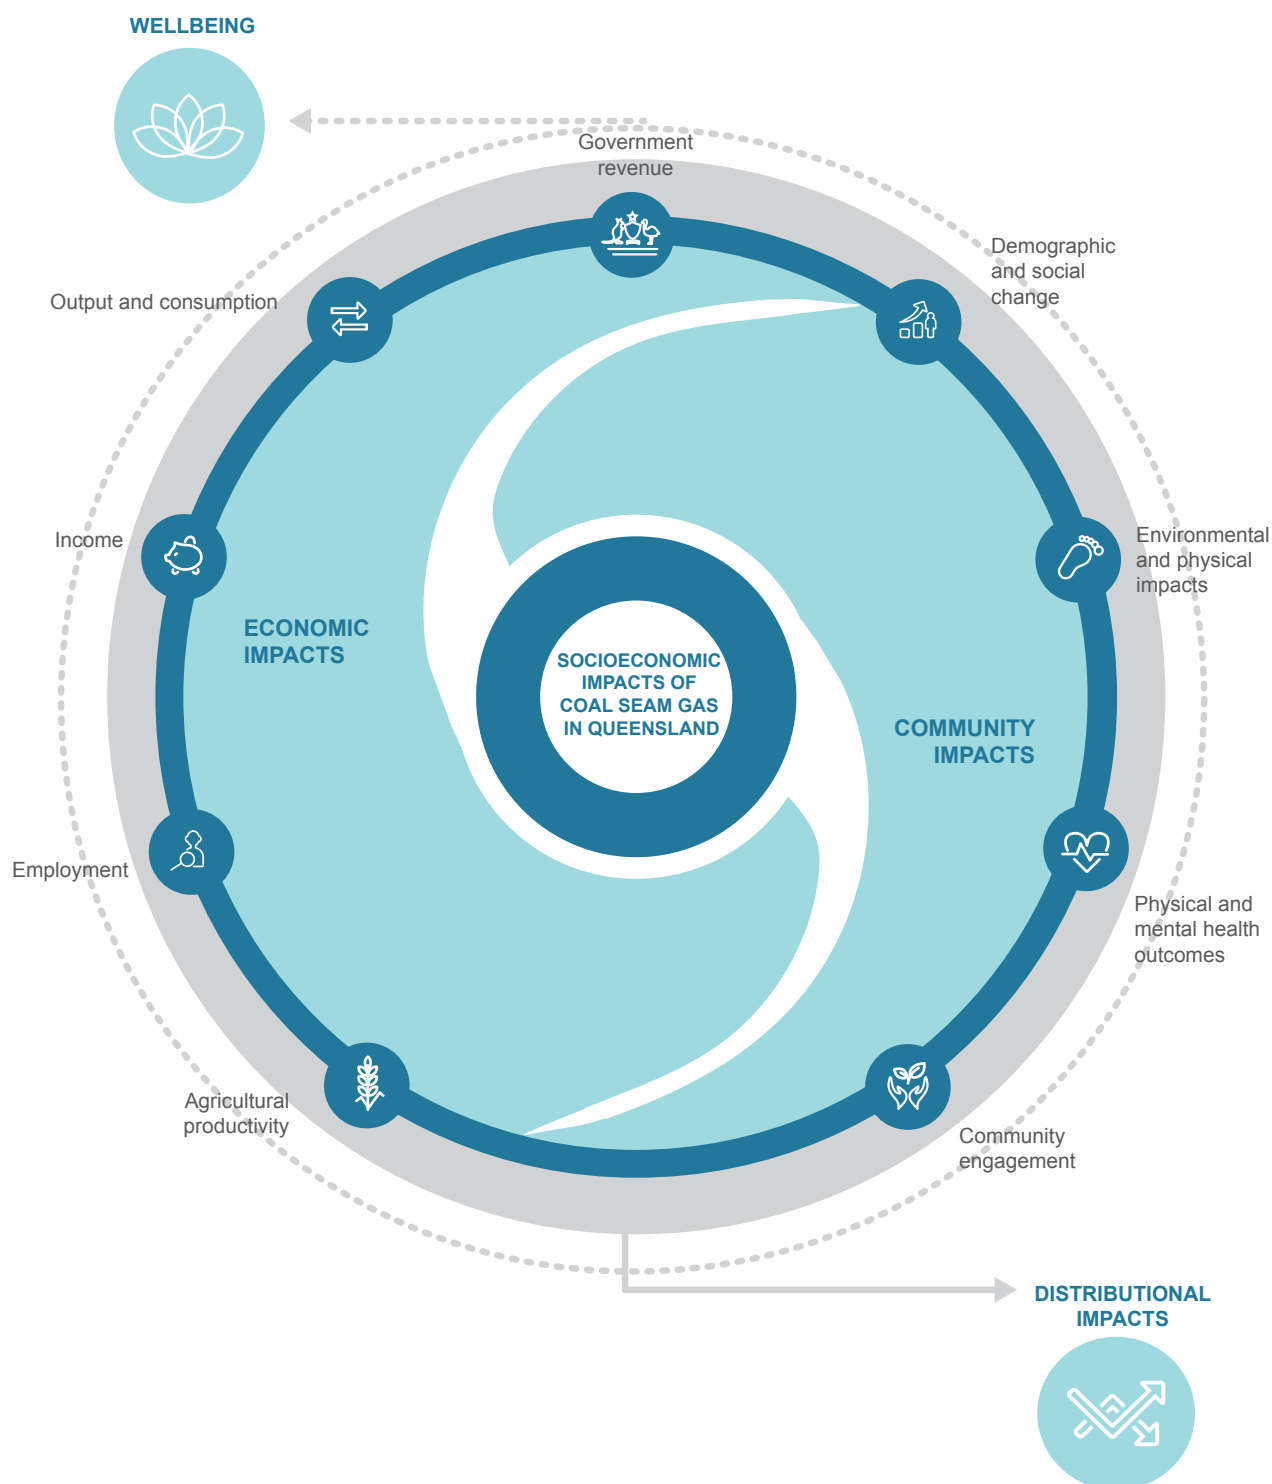 WELLBEING
Government
revenue
Demographic
and social
change
Output and consumption
Income
Environmental
and physical
impacts
ECONOMIC
IMPACTS
SOCIOECONOMIC
IMPACTS OF
COAL SEAM GAS
IN QUEENSLAND
COMMUNITY
IMPACTS
Employment
Physical and
mental health
outcomes
Agricultural
productivity
Community
engagement
DISTRIBUTIONAL
IMPACTS